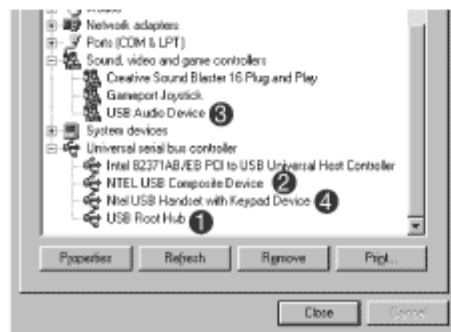 Network adapters
Ports (COM & LPT)
Sound, video and game controllers
Creative Sound Blaster 16 Plug and Play
Gameport Joystick
USB Audio Device 3
System devices
Universal serial bus controller
Intel 82371AB/EB PCI to USB Universal Host Controller
NTEL USB Composite Device 2
Ntel USB Handset with Keypad Device 4
USB Root Hub 1
Properties Refresh Remove Print...
Close Cancel